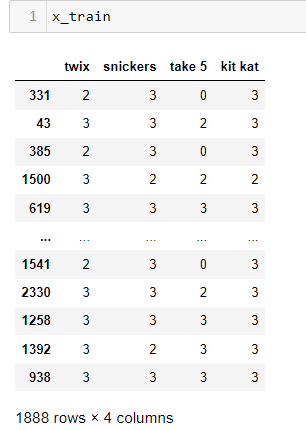 1 x_train
twix snickers take 5 kit kat
331 2 3 0 3
43 3 3 2 3
385 2 3 0 3
1500 3 2 2 2
619 3 3 3 3
... ... ... ... ...
1541 2 3 0 3
2330 3 3 2 3
1258 3 3 3 3
1392 3 2 3 3
938 3 3 3 3
1888 rows × 4 columns